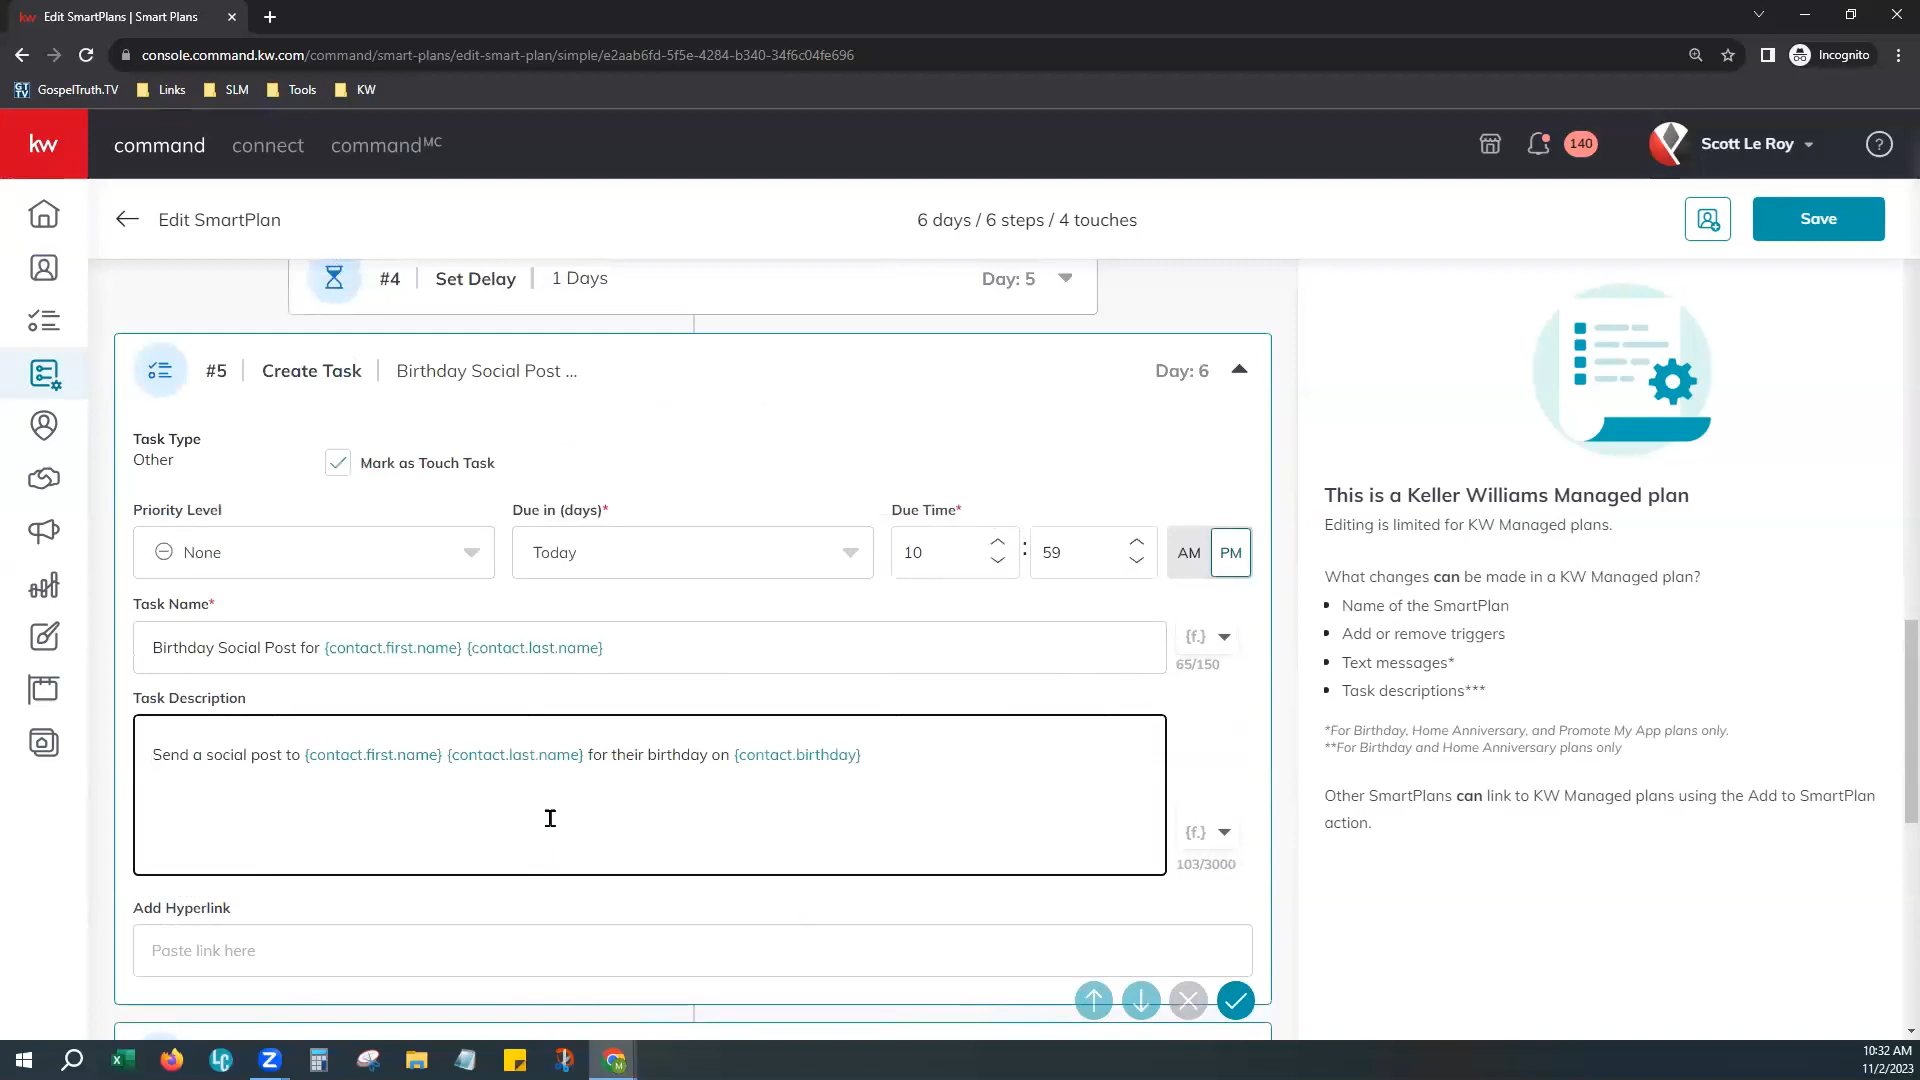 Edit SmartPlans | Smart Plans
console.command.kw.com/command/smart-plans/edit-smart-plan/simple/e2aab6fd-5f5e-4284-b340-34f6c04fe696
Incognito
GT TV GospelTruth.TV Links SLM Tools KW
kw command connect commandMC 140 Scott Le Roy ?
Edit SmartPlan 6 days / 6 steps / 4 touches Save
#4 Set Delay 1 Days Day: 5
#5 Create Task Birthday Social Post ... Day: 6
Task Type
Other
Mark as Touch Task
Priority Level Due in (days)* Due Time*
None Today 10 : 59 AM PM
Task Name*
Birthday Social Post for {contact.first.name} {contact.last.name} {f.}
65/150
Task Description
Send a social post to {contact.first.name} {contact.last.name} for their birthday on {contact.birthday}
{f.}
103/3000
Add Hyperlink
Paste link here
This is a Keller Williams Managed plan
Editing is limited for KW Managed plans.
What changes can be made in a KW Managed plan?
Name of the SmartPlan
Add or remove triggers
Text messages*
Task descriptions***
*For Birthday, Home Anniversary, and Promote My App plans only.
**For Birthday and Home Anniversary plans only
Other SmartPlans can link to KW Managed plans using the Add to SmartPlan
action.
10:32 AM
11/2/2023